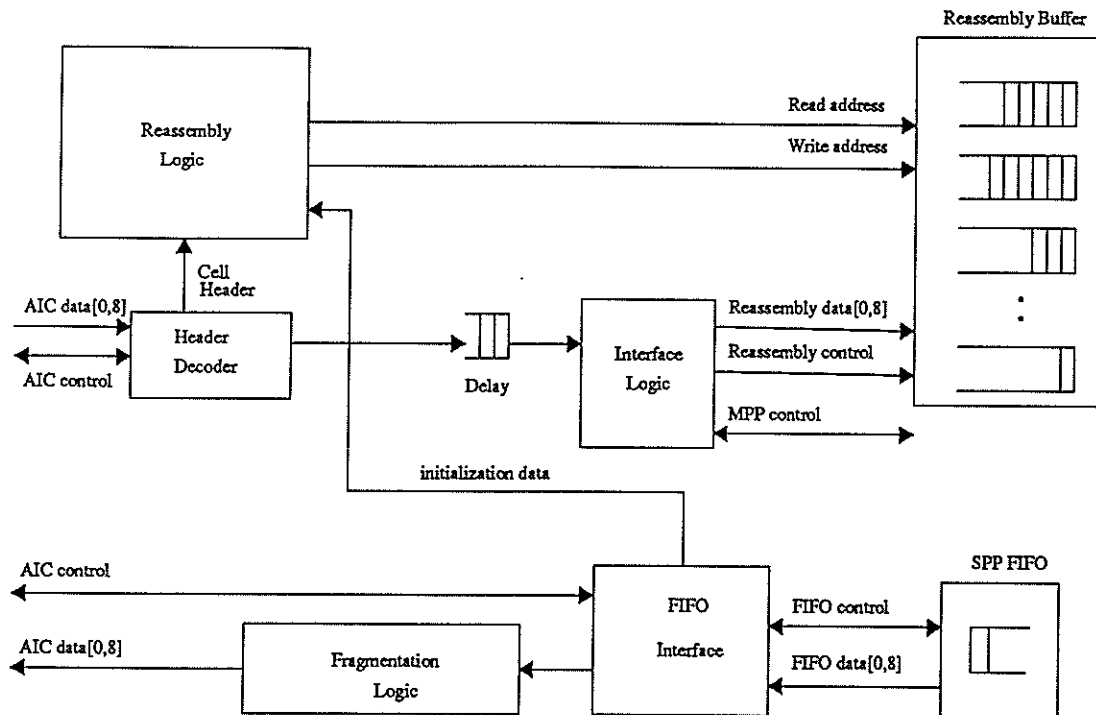 Reassembly Buffer
Reassembly
Logic
Read address
Write address
Cell
Header
AIC data[0,8]
AIC control
Header
Decoder
Delay
Interface
Logic
Reassembly data[0,8]
Reassembly control
MPP control
initialization data
AIC control
AIC data[0,8]
Fragmentation
Logic
FIFO
Interface
SPP FIFO
FIFO control
FIFO data[0,8]